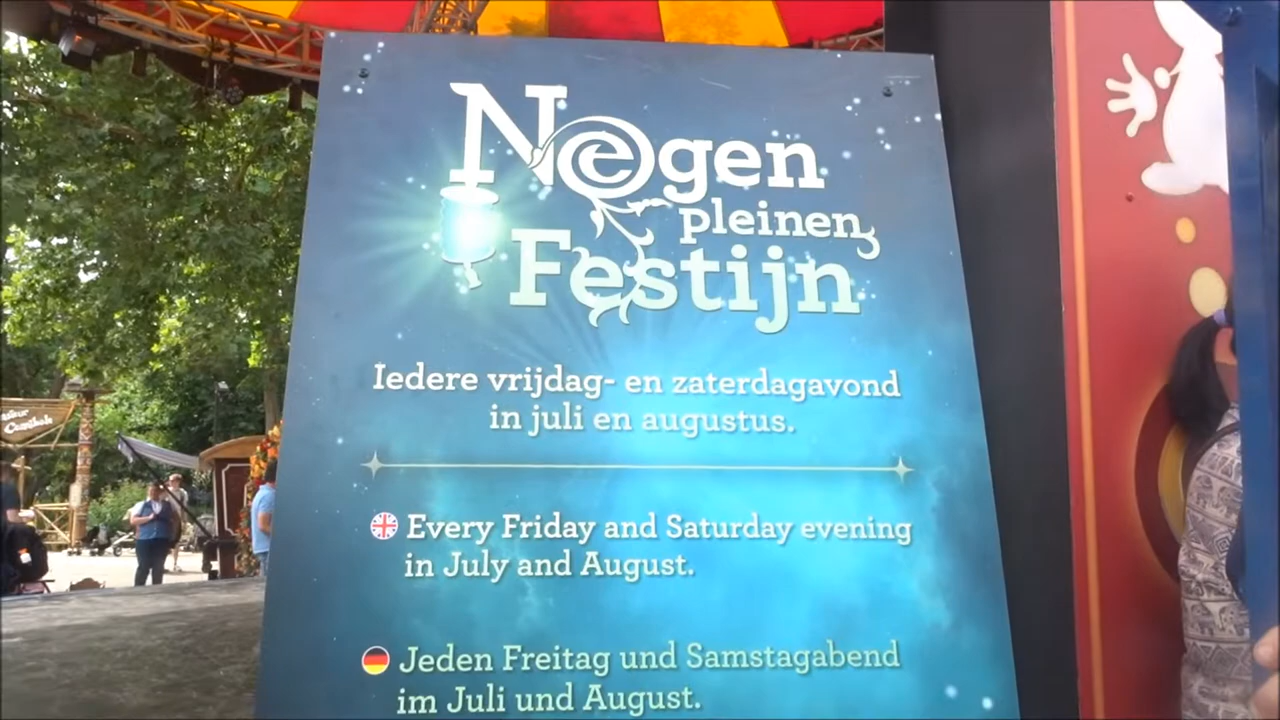 Negen
pleinen
Festijn
Iedere vrijdag- en zaterdagavond
in juli en augustus.
Every Friday and Saturday evening
in July and August.
Jeden Freitag und Samstagabend
im Juli und August.